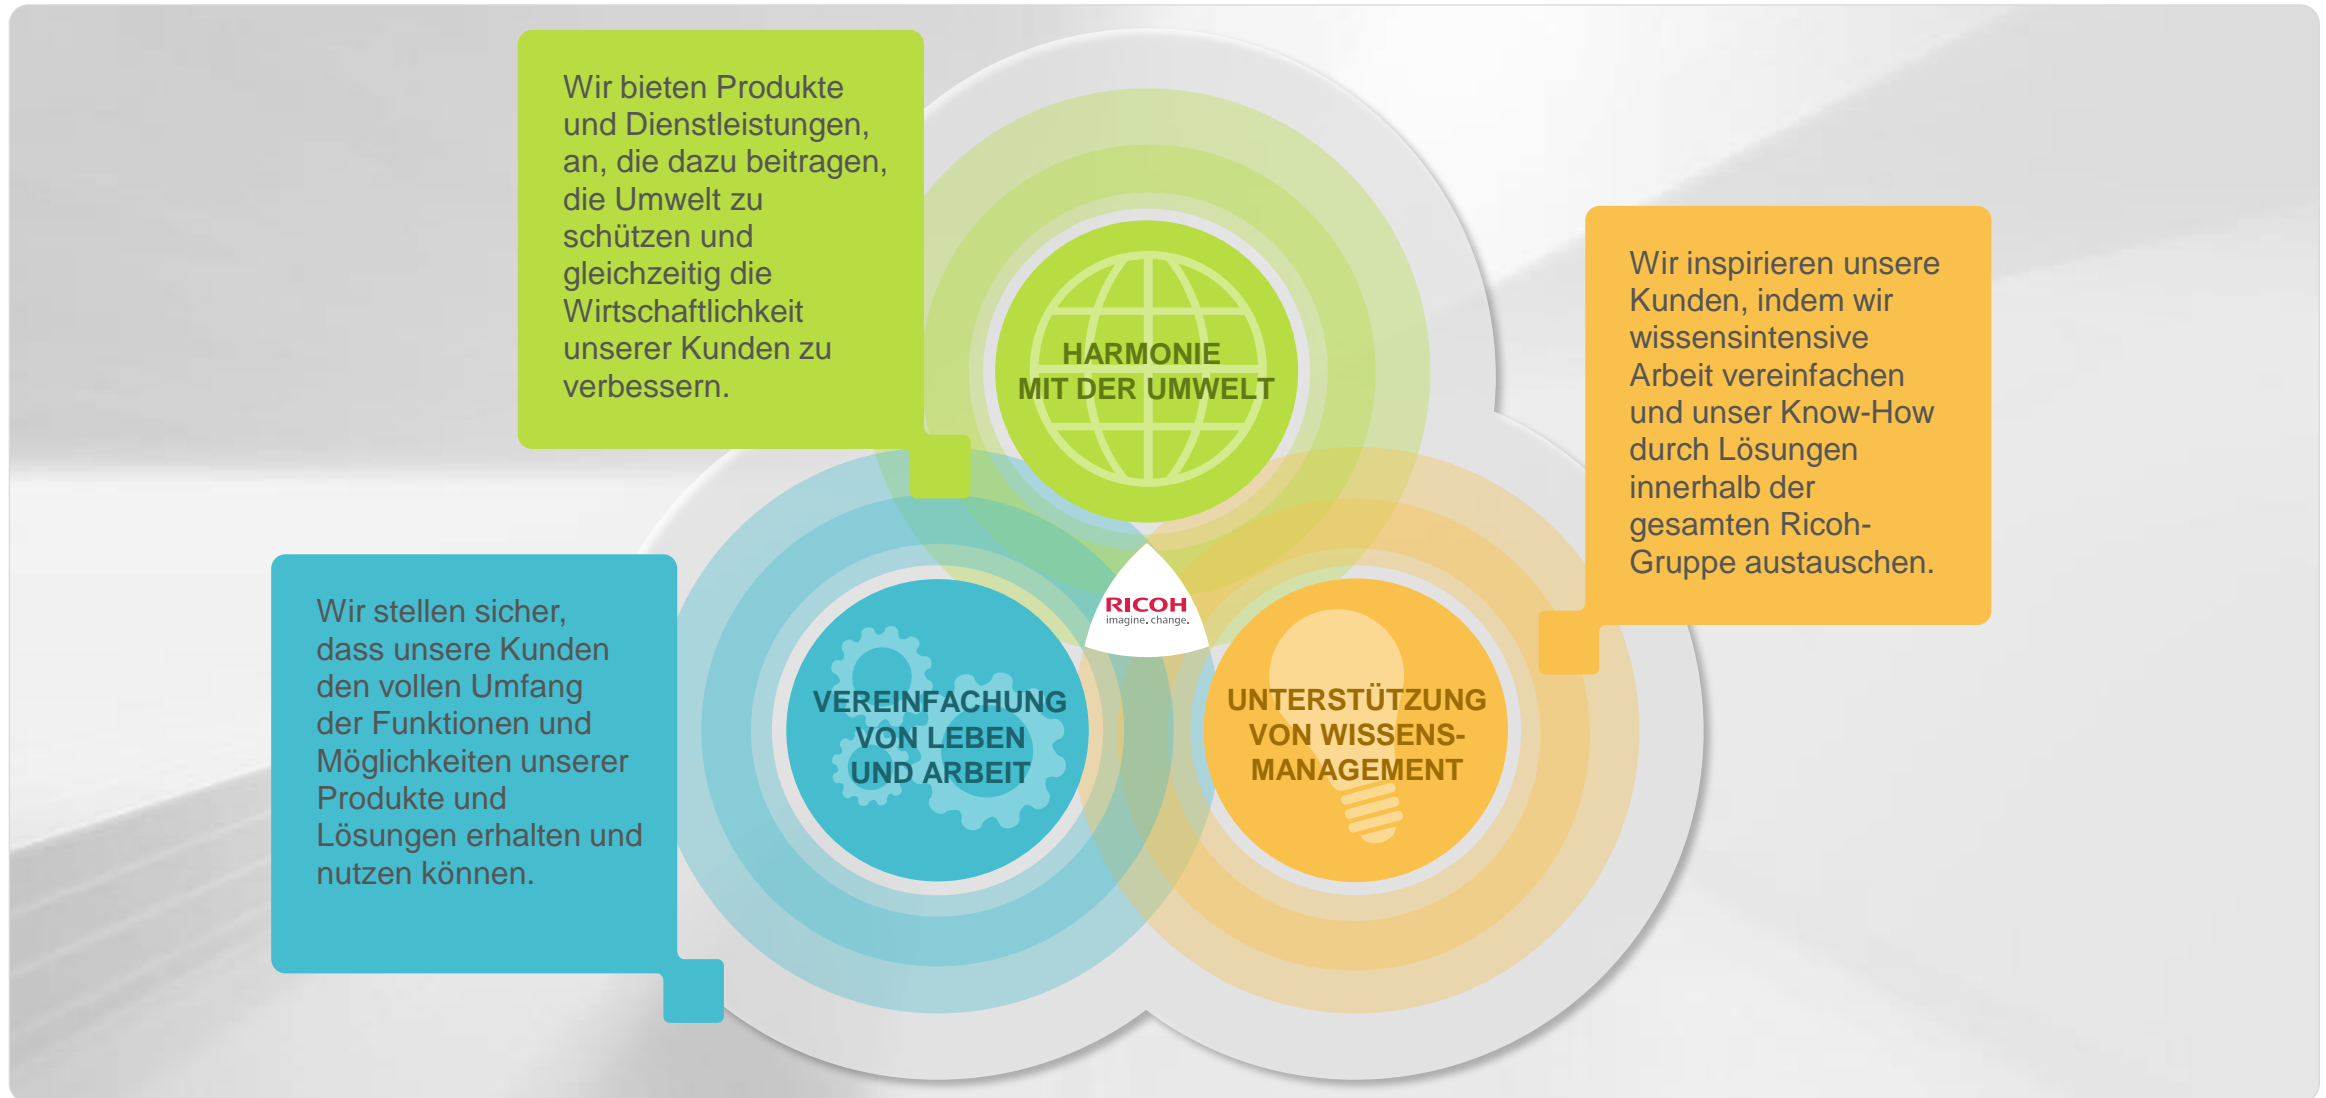 Wir bieten Produkte
und Dienstleistungen,
an, die dazu beitragen,
die Umwelt zu
schützen und
gleichzeitig die
Wirtschaftlichkeit
unserer Kunden zu
verbessern.
HARMONIE
MIT DER UMWELT
Wir inspirieren unsere
Kunden, indem wir
wissensintensive
Arbeit vereinfachen
und unser Know-How
durch Lösungen
innerhalb der
gesamten Ricoh-
Gruppe austauschen.
RICOH
imagine. change.
Wir stellen sicher,
dass unsere Kunden
den vollen Umfang
der Funktionen und
Möglichkeiten unserer
Produkte und
Lösungen erhalten und
nutzen können.
VEREINFACHUNG
VON LEBEN
UND ARBEIT
UNTERSTÜTZUNG
VON WISSENS-
MANAGEMENT